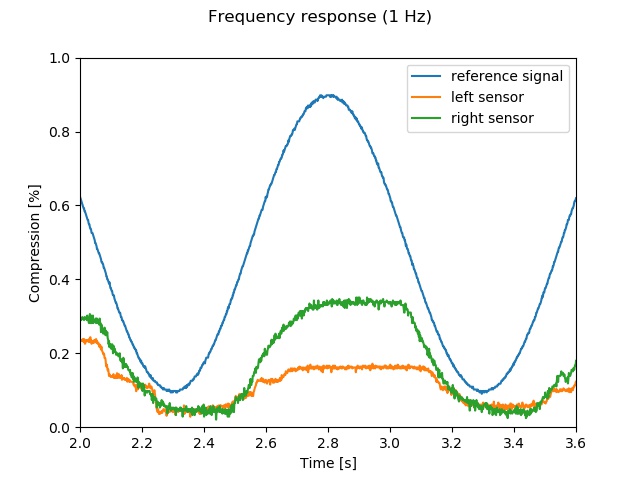 Frequency response (1 Hz)
reference signal
left sensor
right sensor
Compression [%]
1.0
0.8
0.6
0.4
0.2
0.0
2.0 2.2 2.4 2.6 2.8 3.0 3.2 3.4 3.6
Time [s]